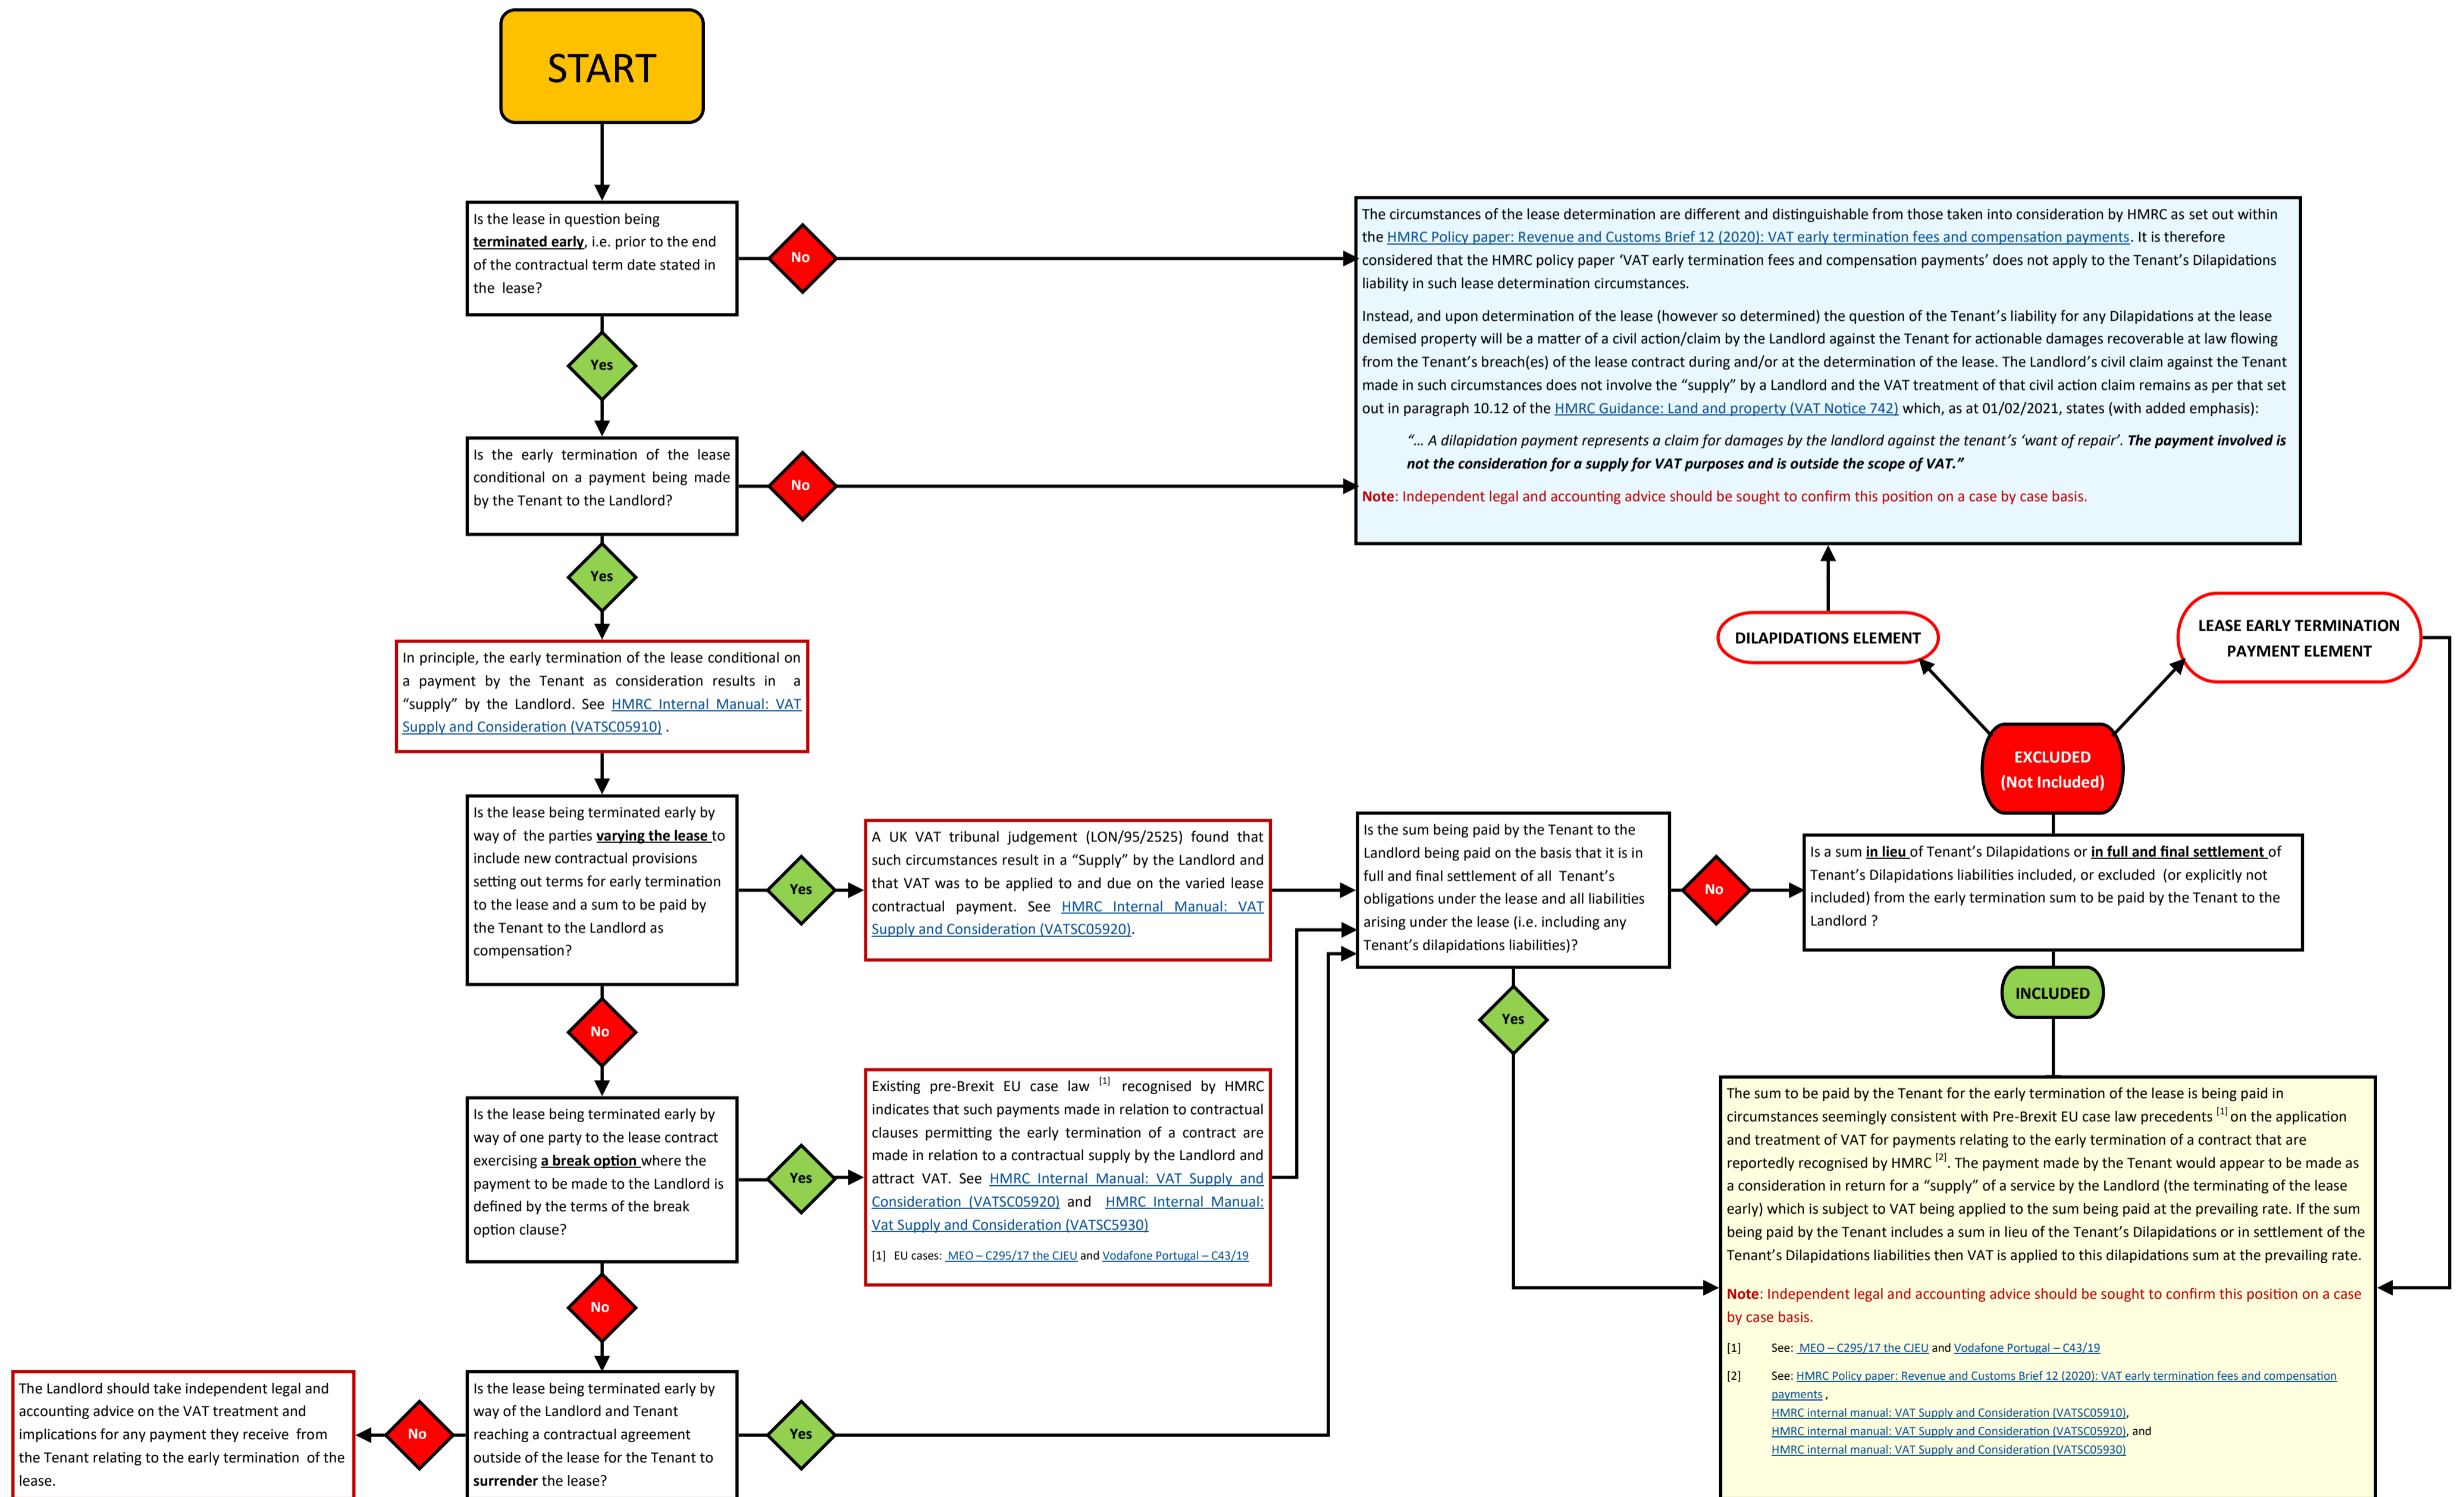 START
Is the lease in question being
terminated early, i.e. prior to the end
of the contractual term date stated in
the lease?
No
The circumstances of the lease determination are different and distinguishable from those taken into consideration by HMRC as set out within
the HMRC Policy paper: Revenue and Customs Brief 12 (2020): VAT early termination fees and compensation payments. It is therefore
considered that the HMRC policy paper ‘VAT early termination fees and compensation payments’ does not apply to the Tenant’s Dilapidations
liability in such lease determination circumstances.
Instead, and upon determination of the lease (however so determined) the question of the Tenant’s liability for any Dilapidations at the lease
demised property will be a matter of a civil action/claim by the Landlord against the Tenant for actionable damages recoverable at law flowing
from the Tenant’s breach(es) of the lease contract during and/or at the determination of the lease. The Landlord’s civil claim against the Tenant
made in such circumstances does not involve the “supply” by a Landlord and the VAT treatment of that civil action claim remains as per that set
out in paragraph 10.12 of the HMRC Guidance: Land and property (VAT Notice 742) which, as at 01/02/2021, states (with added emphasis):
“... A dilapidation payment represents a claim for damages by the landlord against the tenant’s ‘want of repair’. The payment involved is
not the consideration for a supply for VAT purposes and is outside the scope of VAT.”
Note: Independent legal and accounting advice should be sought to confirm this position on a case by case basis.
Yes
Is the early termination of the lease
conditional on a payment being made
by the Tenant to the Landlord?
No
Yes
In principle, the early termination of the lease conditional on
a payment by the Tenant as consideration results in a
“supply” by the Landlord. See HMRC Internal Manual: VAT
Supply and Consideration (VATSC05910) .
DILAPIDATIONS ELEMENT
LEASE EARLY TERMINATION
PAYMENT ELEMENT
EXCLUDED
(Not Included)
Is the lease being terminated early by
way of the parties varying the lease to
include new contractual provisions
setting out terms for early termination
to the lease and a sum to be paid by
the Tenant to the Landlord as
compensation?
Yes
A UK VAT tribunal judgement (LON/95/2525) found that
such circumstances result in a “Supply” by the Landlord and
that VAT was to be applied to and due on the varied lease
contractual payment. See HMRC Internal Manual: VAT
Supply and Consideration (VATSC05920).
Is the sum being paid by the Tenant to the
Landlord being paid on the basis that it is in
full and final settlement of all Tenant’s
obligations under the lease and all liabilities
arising under the lease (i.e. including any
Tenant’s dilapidations liabilities)?
No
Is a sum in lieu of Tenant’s Dilapidations or in full and final settlement of
Tenant’s Dilapidations liabilities included, or excluded (or explicitly not
included) from the early termination sum to be paid by the Tenant to the
Landlord ?
INCLUDED
Yes
No
Is the lease being terminated early by
way of one party to the lease contract
exercising a break option where the
payment to be made to the Landlord is
defined by the terms of the break
option clause?
Yes
Existing pre-Brexit EU case law [1] recognised by HMRC
indicates that such payments made in relation to contractual
clauses permitting the early termination of a contract are
made in relation to a contractual supply by the Landlord and
attract VAT. See HMRC Internal Manual: VAT Supply and
Consideration (VATSC05920) and HMRC Internal Manual:
Vat Supply and Consideration (VATSC5930)
[1] EU cases: MEO – C295/17 the CJEU and Vodafone Portugal – C43/19
The sum to be paid by the Tenant for the early termination of the lease is being paid in
circumstances seemingly consistent with Pre-Brexit EU case law precedents [1] on the application
and treatment of VAT for payments relating to the early termination of a contract that are
reportedly recognised by HMRC [2]. The payment made by the Tenant would appear to be made as
a consideration in return for a “supply” of a service by the Landlord (the terminating of the lease
early) which is subject to VAT being applied to the sum being paid at the prevailing rate. If the sum
being paid by the Tenant includes a sum in lieu of the Tenant’s Dilapidations or in settlement of the
Tenant’s Dilapidations liabilities then VAT is applied to this dilapidations sum at the prevailing rate.
Note: Independent legal and accounting advice should be sought to confirm this position on a case
by case basis.
[1] See: MEO – C295/17 the CJEU and Vodafone Portugal – C43/19
[2] See: HMRC Policy paper: Revenue and Customs Brief 12 (2020): VAT early termination fees and compensation
payments ,
HMRC internal manual: VAT Supply and Consideration (VATSC05910),
HMRC internal manual: VAT Supply and Consideration (VATSC05920), and
HMRC internal manual: VAT Supply and Consideration (VATSC05930)
No
Is the lease being terminated early by
way of the Landlord and Tenant
reaching a contractual agreement
outside of the lease for the Tenant to
surrender the lease?
Yes
No
The Landlord should take independent legal and
accounting advice on the VAT treatment and
implications for any payment they receive from
the Tenant relating to the early termination of the
lease.